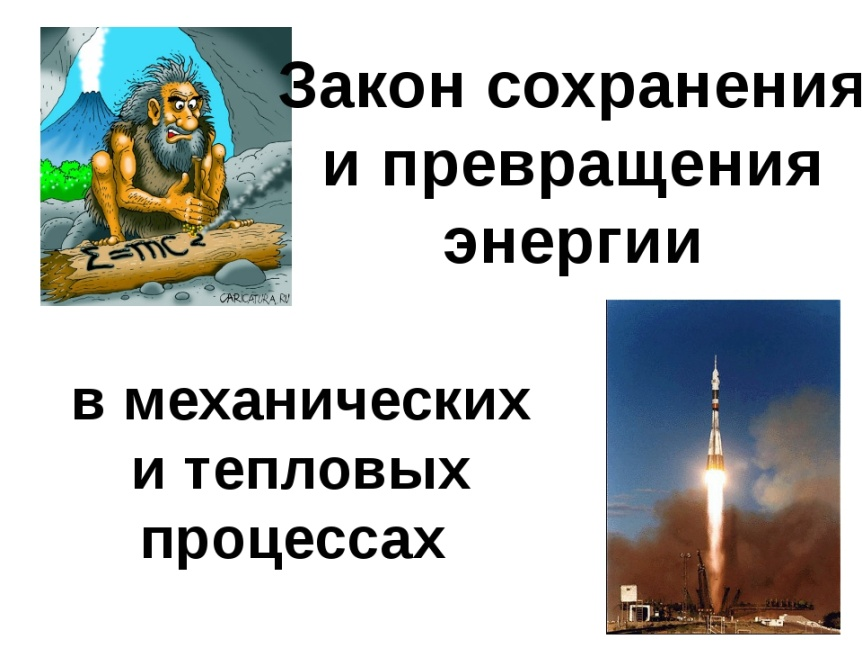 Закон сохранения
и превращения
энергии
Σ=mc²
CARICATURA.RU
в механических
и тепловых
процессах